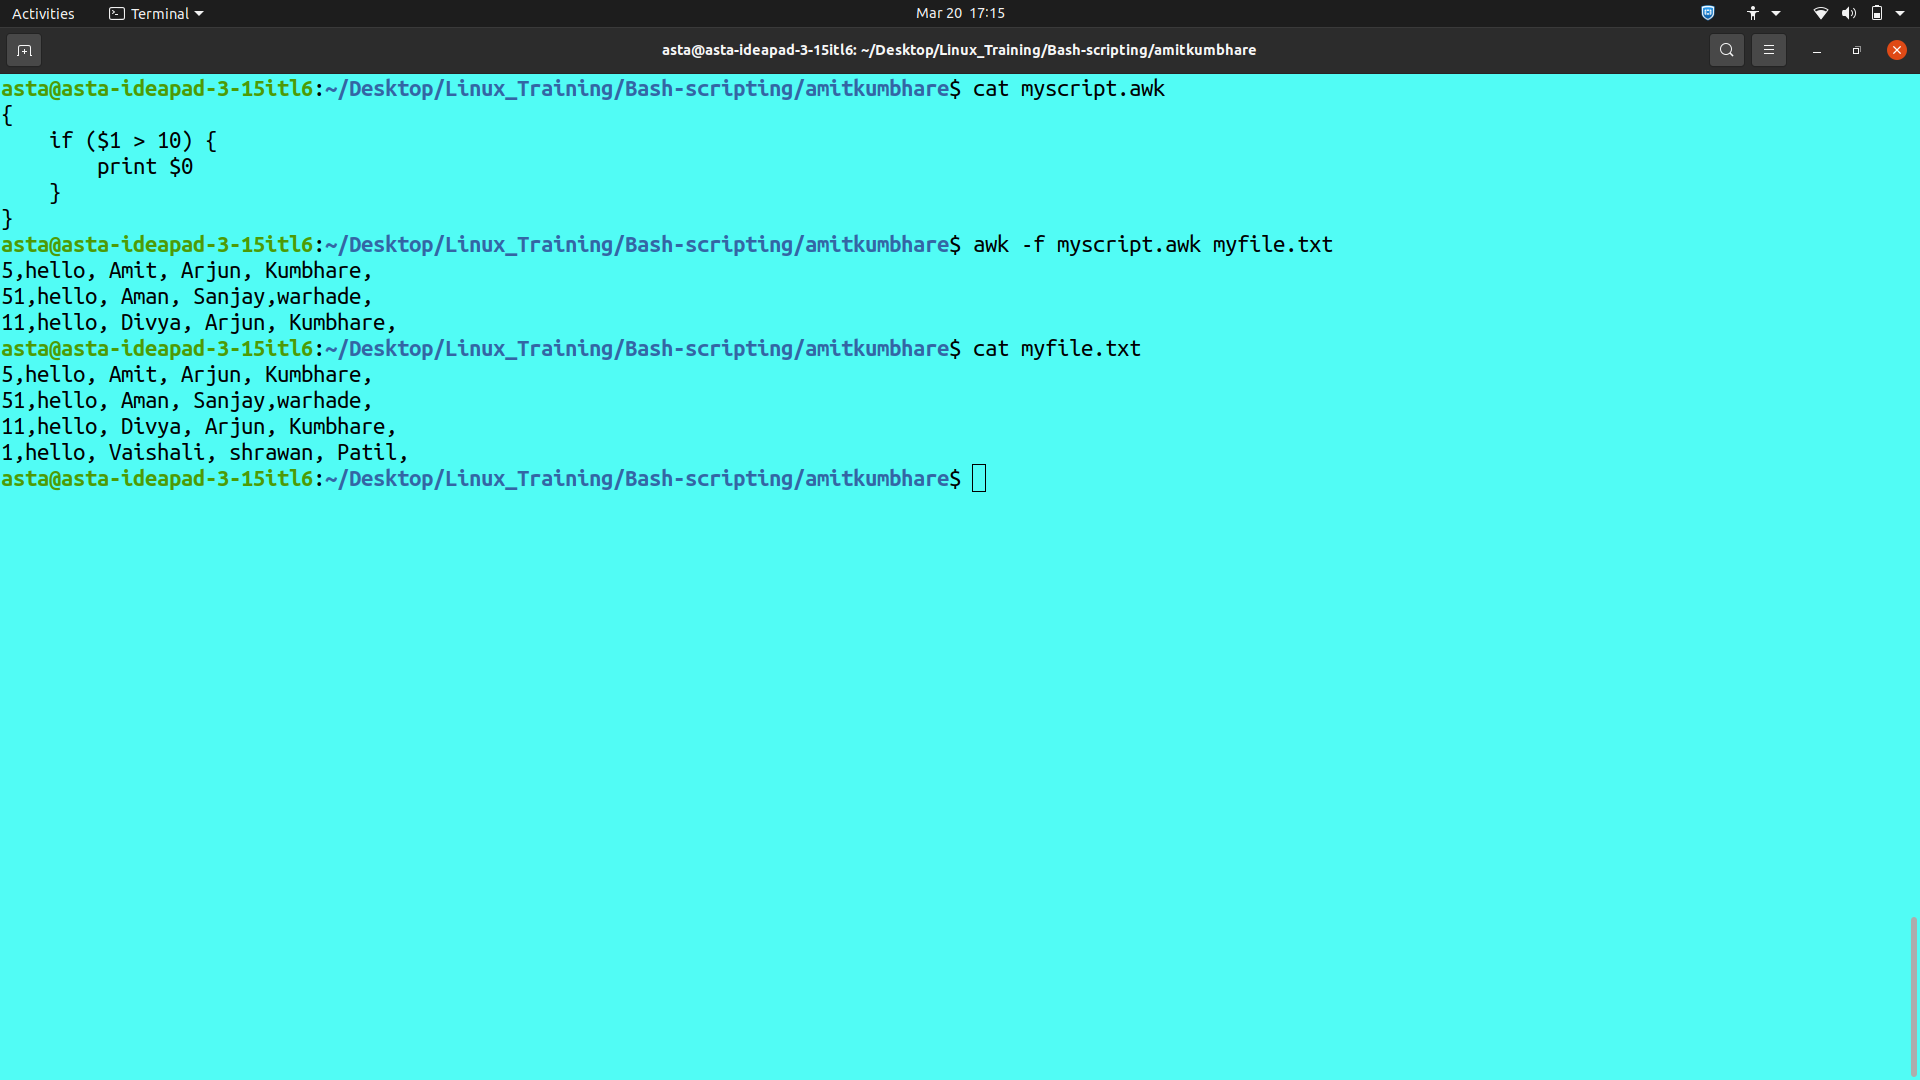 Activities Terminal Mar 20 17:15
asta@asta-ideapad-3-15itl6: ~/Desktop/Linux_Training/Bash-scripting/amitkumbhare
asta@asta-ideapad-3-15itl6:~/Desktop/Linux_Training/Bash-scripting/amitkumbhare$ cat myscript.awk
{
    if ($1 > 10) {
        print $0
    }
}
asta@asta-ideapad-3-15itl6:~/Desktop/Linux_Training/Bash-scripting/amitkumbhare$ awk -f myscript.awk myfile.txt
5,hello, Amit, Arjun, Kumbhare,
51,hello, Aman, Sanjay,warhade,
11,hello, Divya, Arjun, Kumbhare,
asta@asta-ideapad-3-15itl6:~/Desktop/Linux_Training/Bash-scripting/amitkumbhare$ cat myfile.txt
5,hello, Amit, Arjun, Kumbhare,
51,hello, Aman, Sanjay,warhade,
11,hello, Divya, Arjun, Kumbhare,
1,hello, Vaishali, shrawan, Patil,
asta@asta-ideapad-3-15itl6:~/Desktop/Linux_Training/Bash-scripting/amitkumbhare$